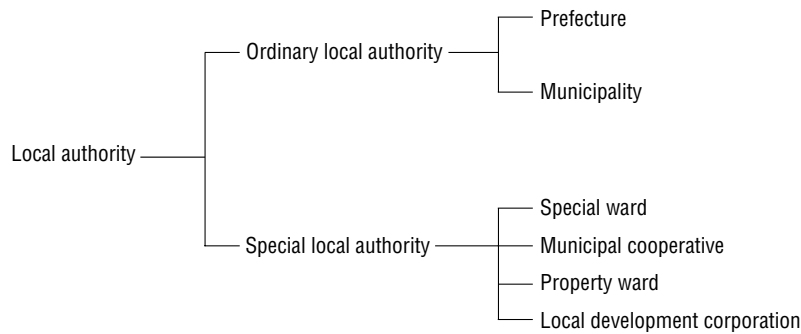 Local authority
Ordinary local authority
Prefecture
Municipality
Special local authority
Special ward
Municipal cooperative
Property ward
Local development corporation